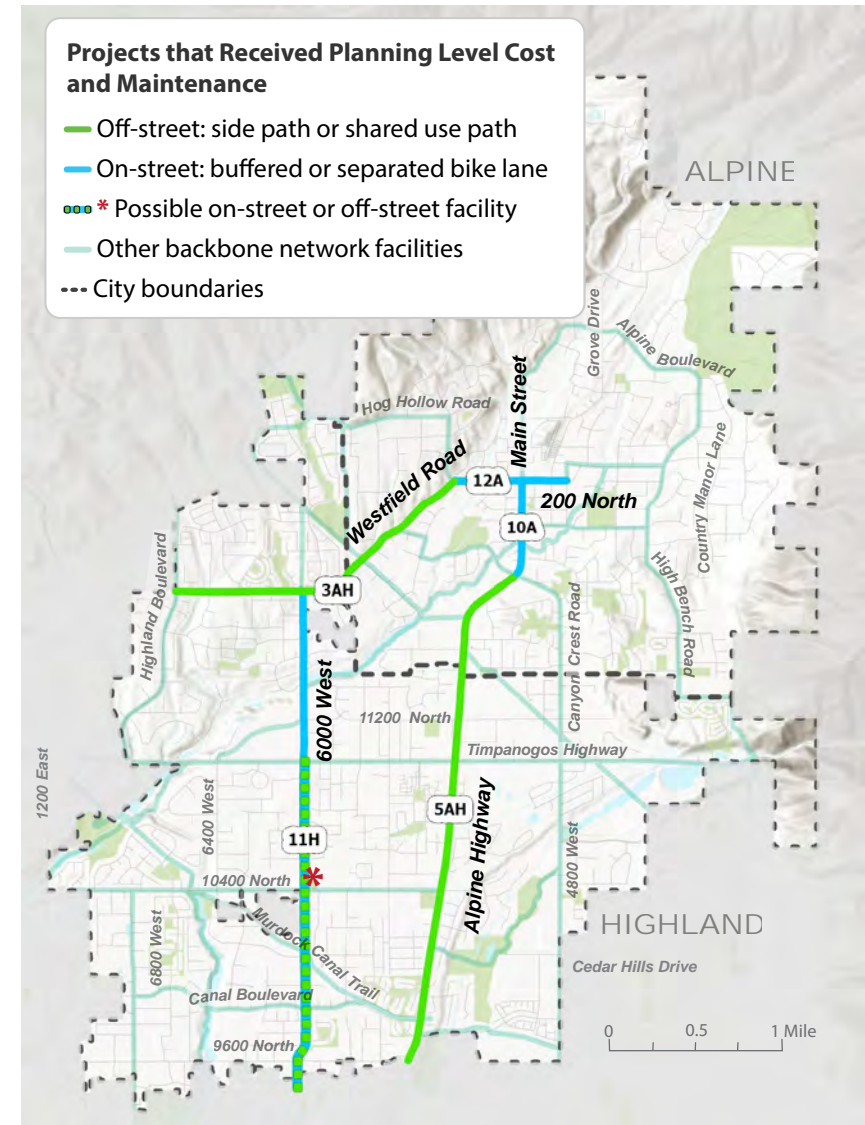 Projects that Received Planning Level Cost
and Maintenance
Off-street: side path or shared use path
On-street: buffered or separated bike lane
* Possible on-street or off-street facility
Other backbone network facilities
City boundaries
ALPINE
Grove Drive
Alpine Boulevard
Main Street
Hog Hollow Road
Westfield Road
12A
200 North
10A
Country Manor Lane
Highland Boulevard
3AH
High Bench Road
Canyon Crest Road
6000 West
11200 North
Timpanogos Highway
1200 East
6400 West
5AH
Alpine Highway
11H
4800 West
10400 North
*
HIGHLAND
6800 West
Murdock Canal Trail
Cedar Hills Drive
Canal Boulevard
9600 North
0 0.5 1 Mile